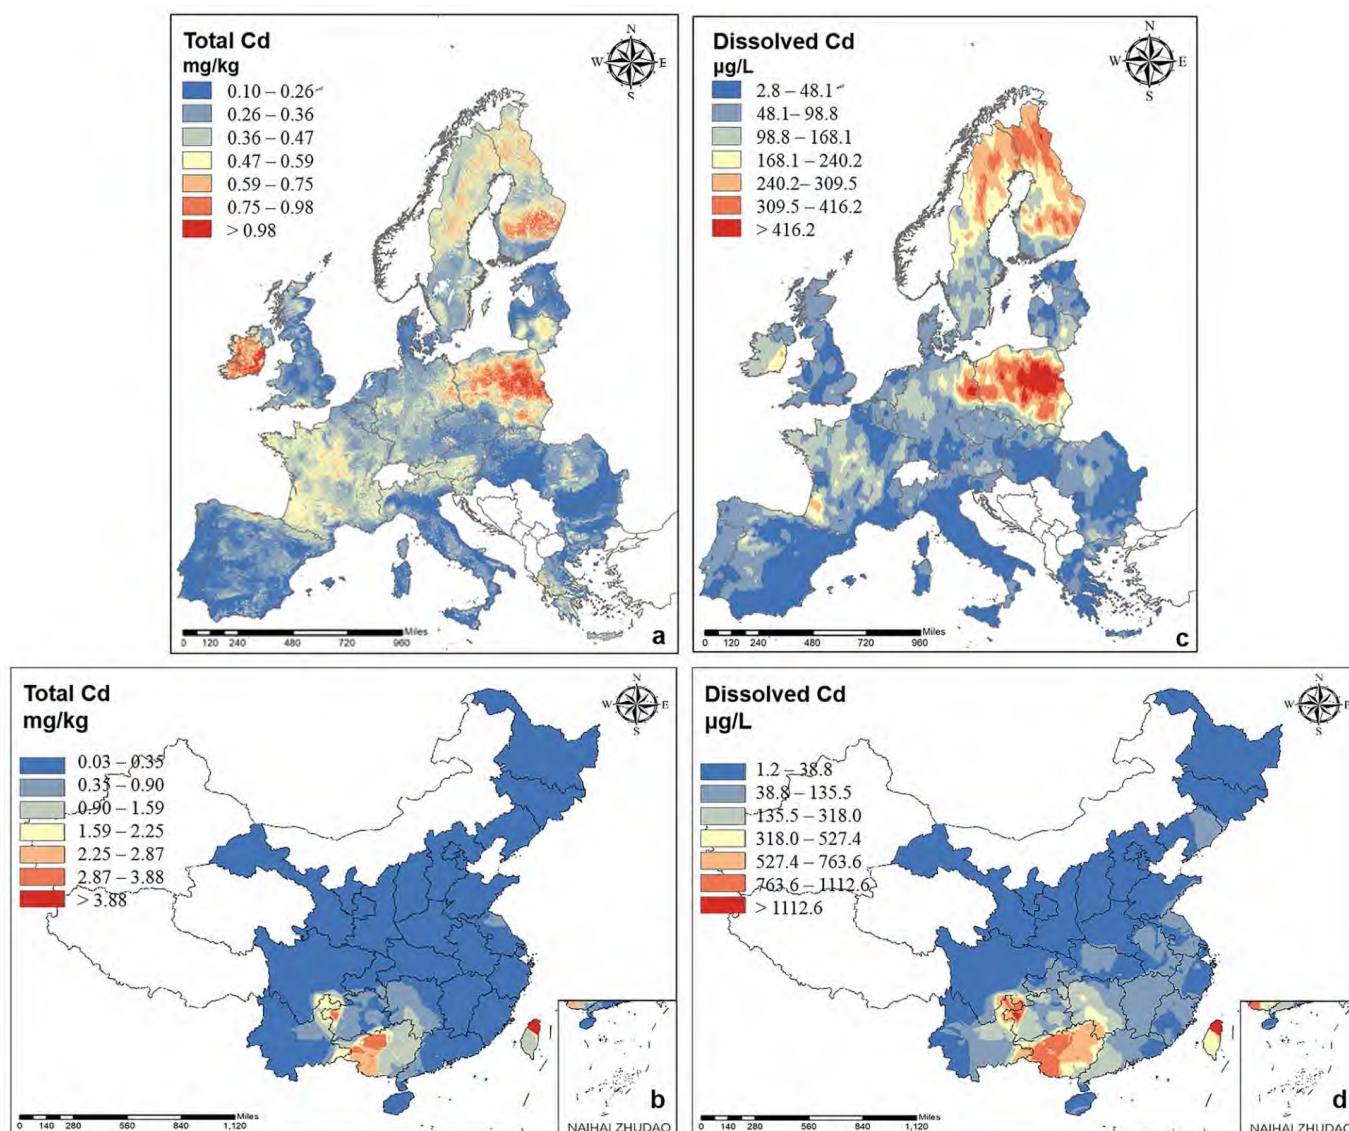 Total Cd
mg/kg
0.10 – 0.26
0.26 – 0.36
0.36 – 0.47
0.47 – 0.59
0.59 – 0.75
0.75 – 0.98
> 0.98
N
W
E
S
Miles
0 120 240 480 720 960
a
Dissolved Cd
µg/L
2.8 – 48.1
48.1– 98.8
98.8 – 168.1
168.1 – 240.2
240.2– 309.5
309.5 – 416.2
> 416.2
N
W
E
S
Miles
0 120 240 480 720 960
c
Total Cd
mg/kg
0.03 – 0.35
0.35 – 0.90
0.90 – 1.59
1.59 – 2.25
2.25 – 2.87
2.87 – 3.88
> 3.88
N
W
E
S
Miles
0 140 280 560 840 1,120
b
NAIHAI ZHUDAO
Dissolved Cd
µg/L
1.2 – 38.8
38.8 – 135.5
135.5 – 318.0
318.0 – 527.4
527.4 – 763.6
763.6 – 1112.6
> 1112.6
N
W
E
S
Miles
0 140 280 560 840 1,120
d
NAIHAI ZHUDAO